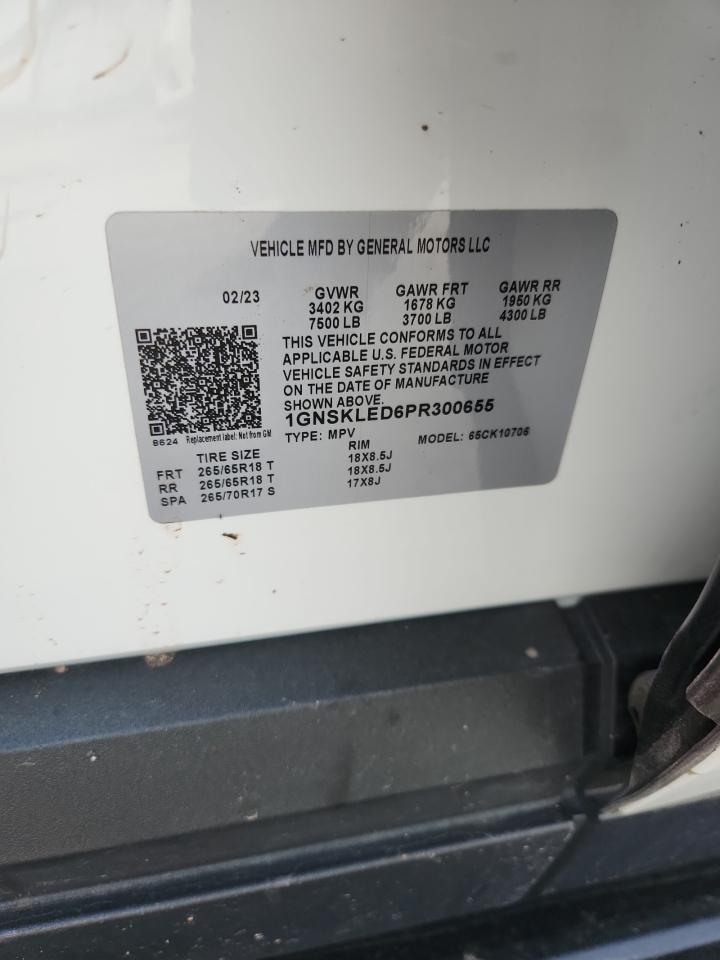 VEHICLE MFD BY GENERAL MOTORS LLC
02/23 GVWR GAWR FRT GAWR RR
3402 KG 1678 KG 1950 KG
7500 LB 3700 LB 4300 LB
THIS VEHICLE CONFORMS TO ALL
APPLICABLE U.S. FEDERAL MOTOR
VEHICLE SAFETY STANDARDS IN EFFECT
ON THE DATE OF MANUFACTURE
SHOWN ABOVE.
1GNSKLED6PR300655
8624 Replacement label: Not from GM
TYPE: MPV MODEL: 65CK10706
TIRE SIZE RIM
FRT 265/65R18 T 18X8.5J
RR 265/65R18 T 18X8.5J
SPA 265/70R17 S 17X8J